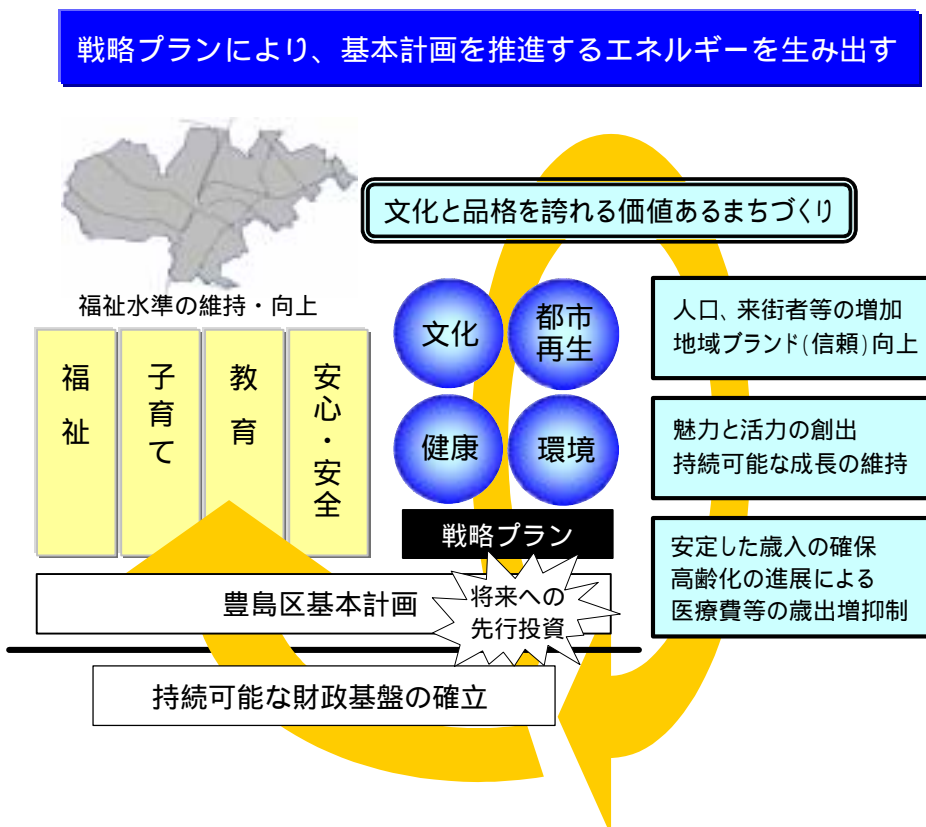 戦略プランにより、基本計画を推進するエネルギーを生み出す
文化と品格を誇れる価値あるまちづくり
福祉水準の維持・向上
福祉
子育て
教育
安心・安全
文化
都市
再生
健康
環境
戦略プラン
将来への
先行投資
豊島区基本計画
持続可能な財政基盤の確立
人口、来街者等の増加
地域ブランド(信頼)向上
魅力と活力の創出
持続可能な成長の維持
安定した歳入の確保
高齢化の進展による
医療費等の歳出増抑制